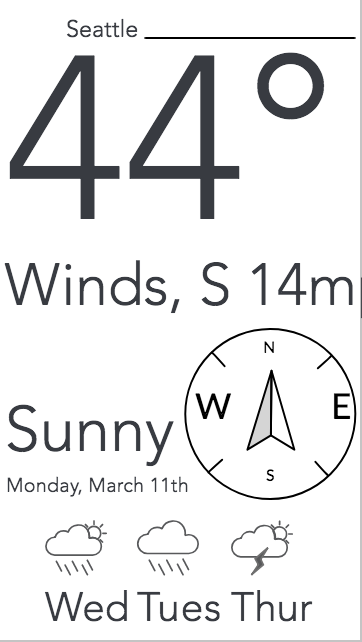 Seattle
44°
Winds, S 14m
N
W E
Sunny
S
Monday, March 11th
Wed Tues Thur